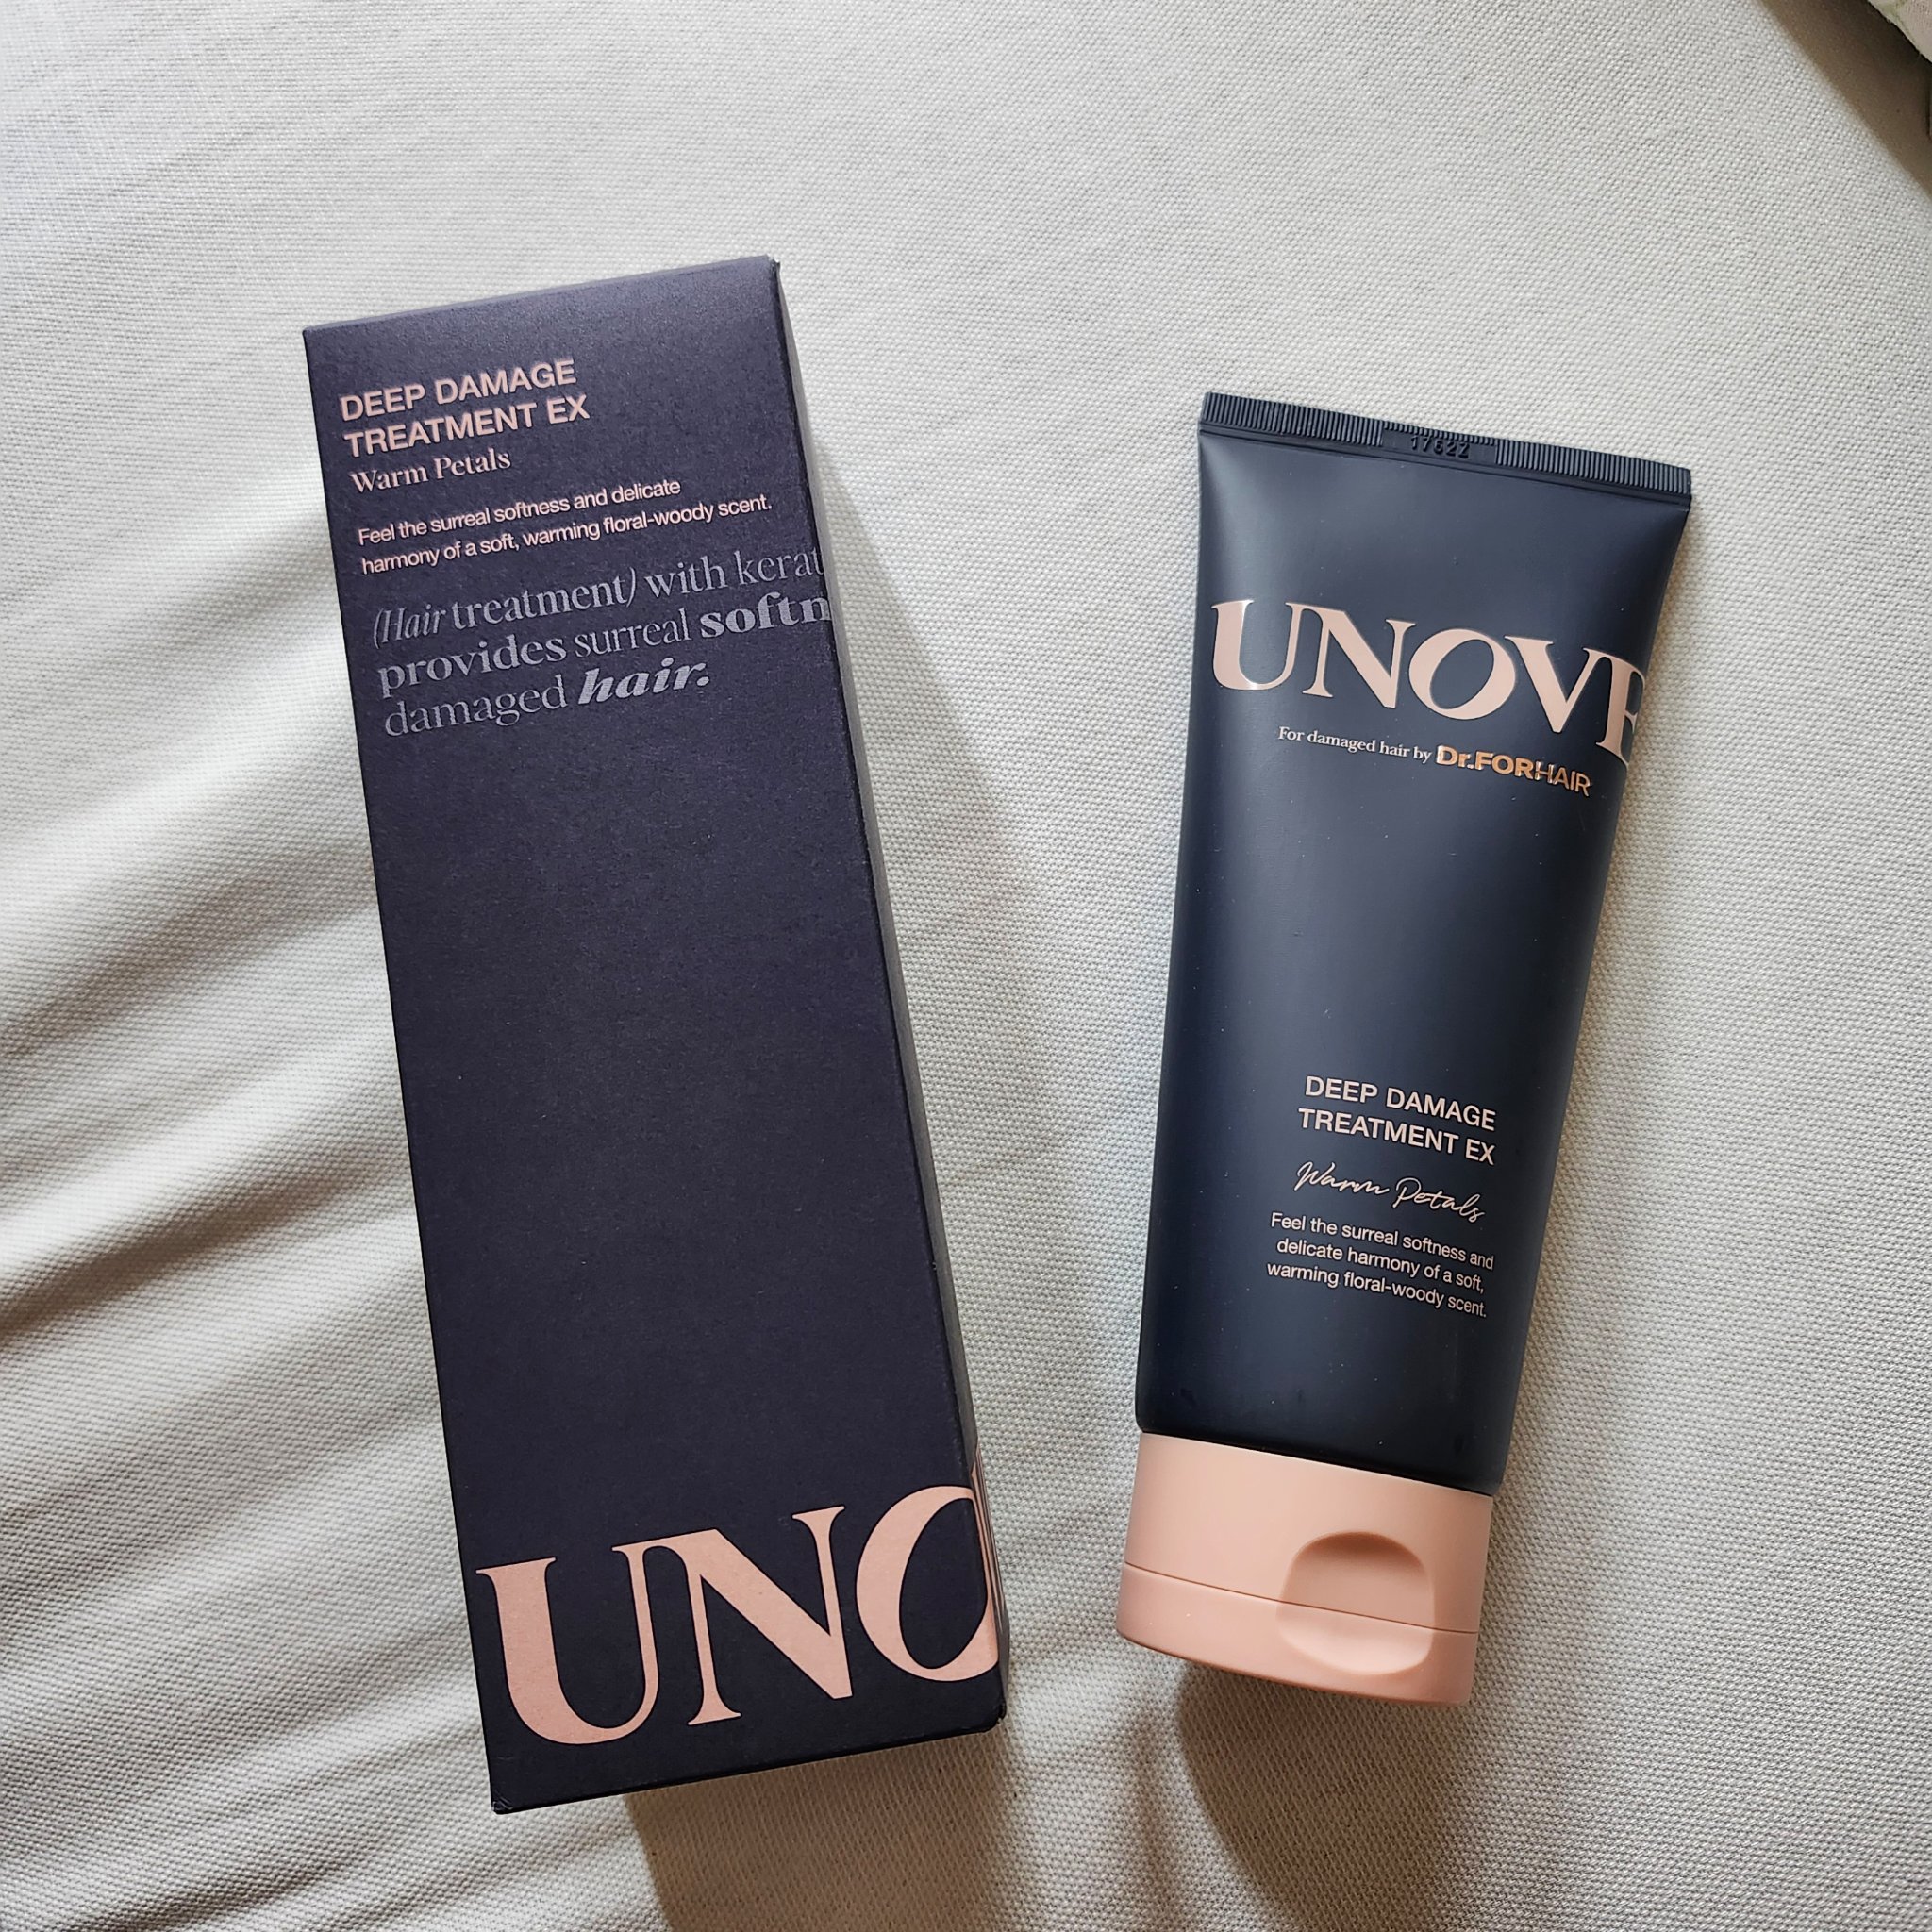 DEEP DAMAGE
TREATMENT EX
Warm Petals
Feel the surreal softness and delicate
harmony of a soft, warming floral-woody scent.
(Hair treatment) with kerat
provides surreal softn
damaged hair.
UNO
1762Z
UNOVE
For damaged hair by Dr.FORHAIR
DEEP DAMAGE
TREATMENT EX
Warm Petals
Feel the surreal softness and
delicate harmony of a soft,
warming floral-woody scent.